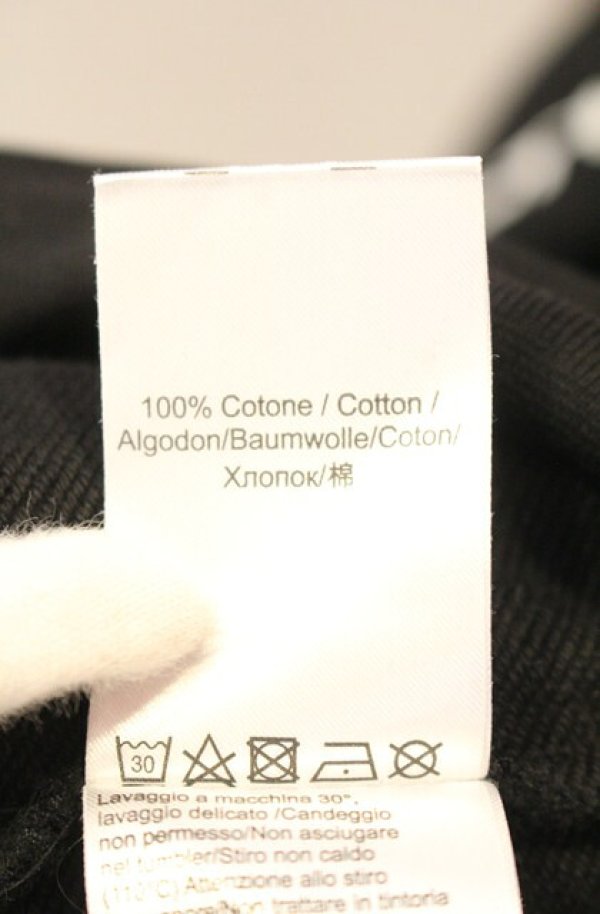 100% Cotone / Cotton /
Algodon/Baumwolle/Coton/
Хлопок/棉
30
Lavaggio a macchina 30°,
lavaggio delicato /Candeggio
non permesso/Non asciugare
nel tumbler/Stiro non caldo
(110°C) Attenzione allo stiro
trattare in tintoria